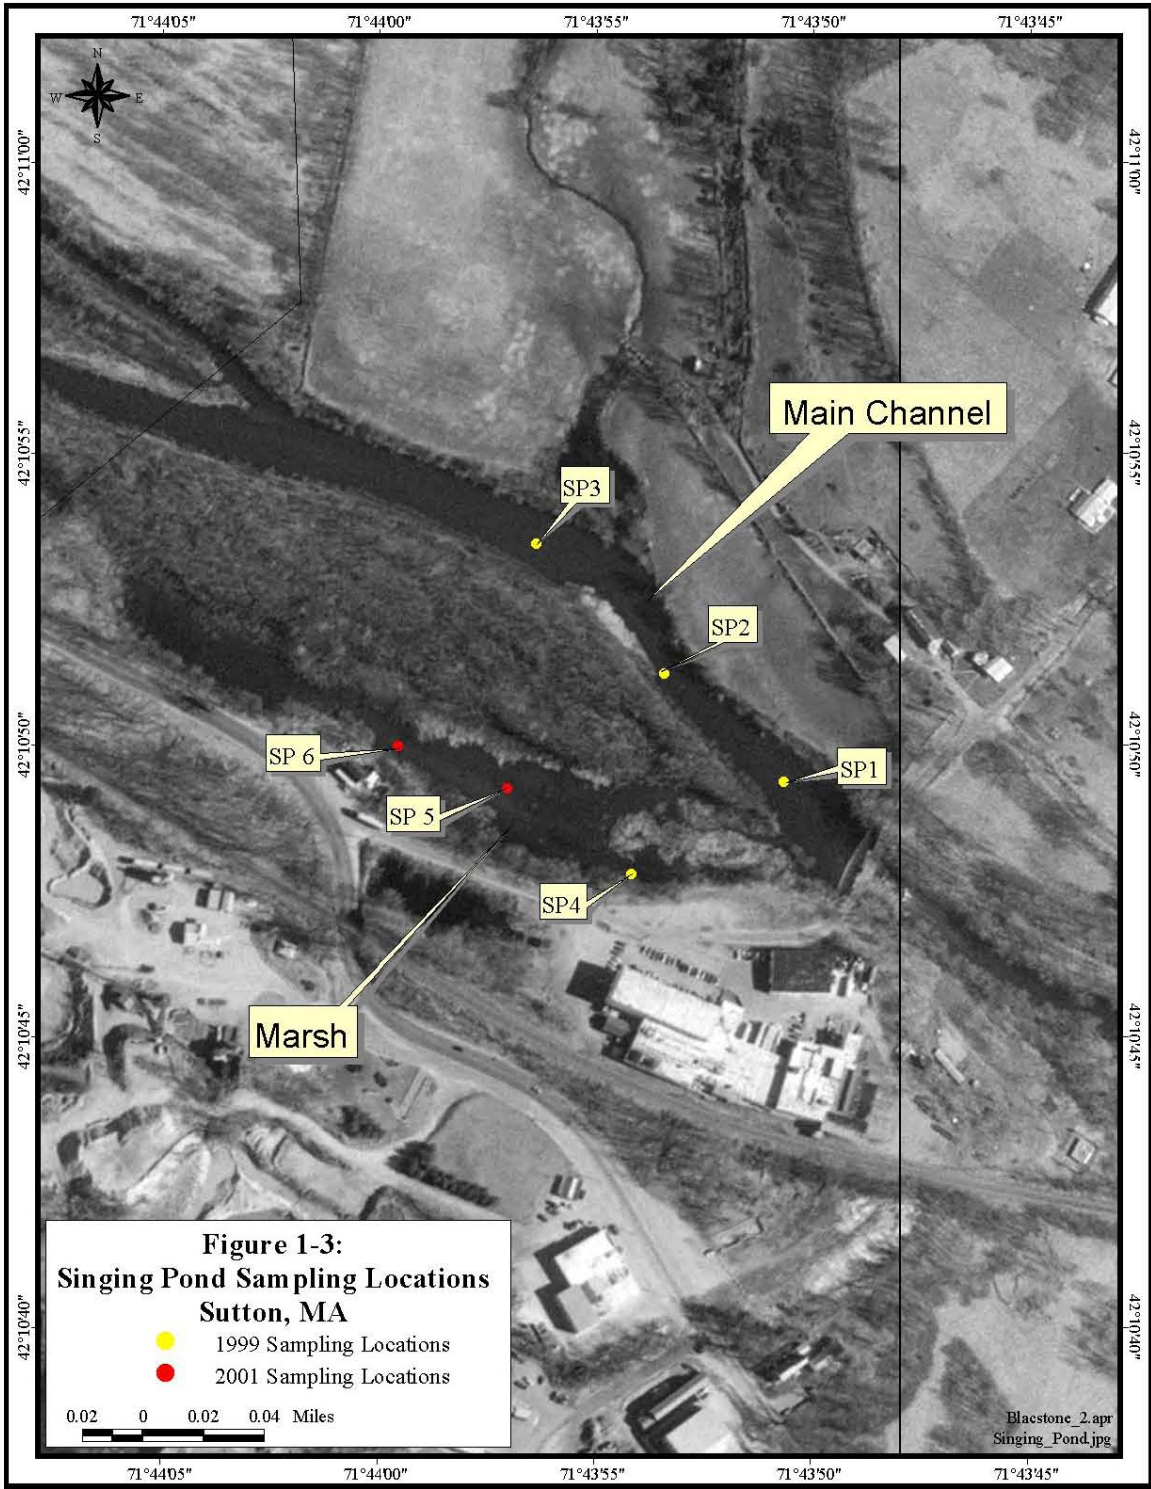 71°44'05" 71°44'00" 71°43'55" 71°43'50" 71°43'45"
N
W E
S
42°11'00" 42°11'00"
Main Channel
42°10'55" 42°10'55"
SP3
SP2
42°10'50" 42°10'50"
SP 6
SP1
SP 5
SP4
Marsh
42°10'45" 42°10'45"
Figure 1-3:
Singing Pond Sampling Locations
Sutton, MA
1999 Sampling Locations
2001 Sampling Locations
42°10'40" 42°10'40"
0.02 0 0.02 0.04 Miles
Blacstone_2.apr
Singing_Pond.jpg
71°44'05" 71°44'00" 71°43'55" 71°43'50" 71°43'45"